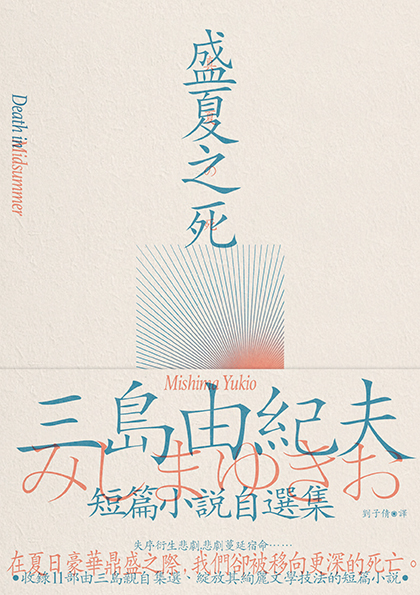 盛夏之死
Death in Midsummer
Mishima Yukio
三島由紀夫
みしまゆきお
短篇小說自選集
劉子倩◉譯
失序衍生悲劇,悲劇蔓延宿命……
在夏日豪華鼎盛之際,我們卻被移向更深的死亡。
•收錄11部由三島親自集選、綻放其絢麗文學技法的短篇小說•